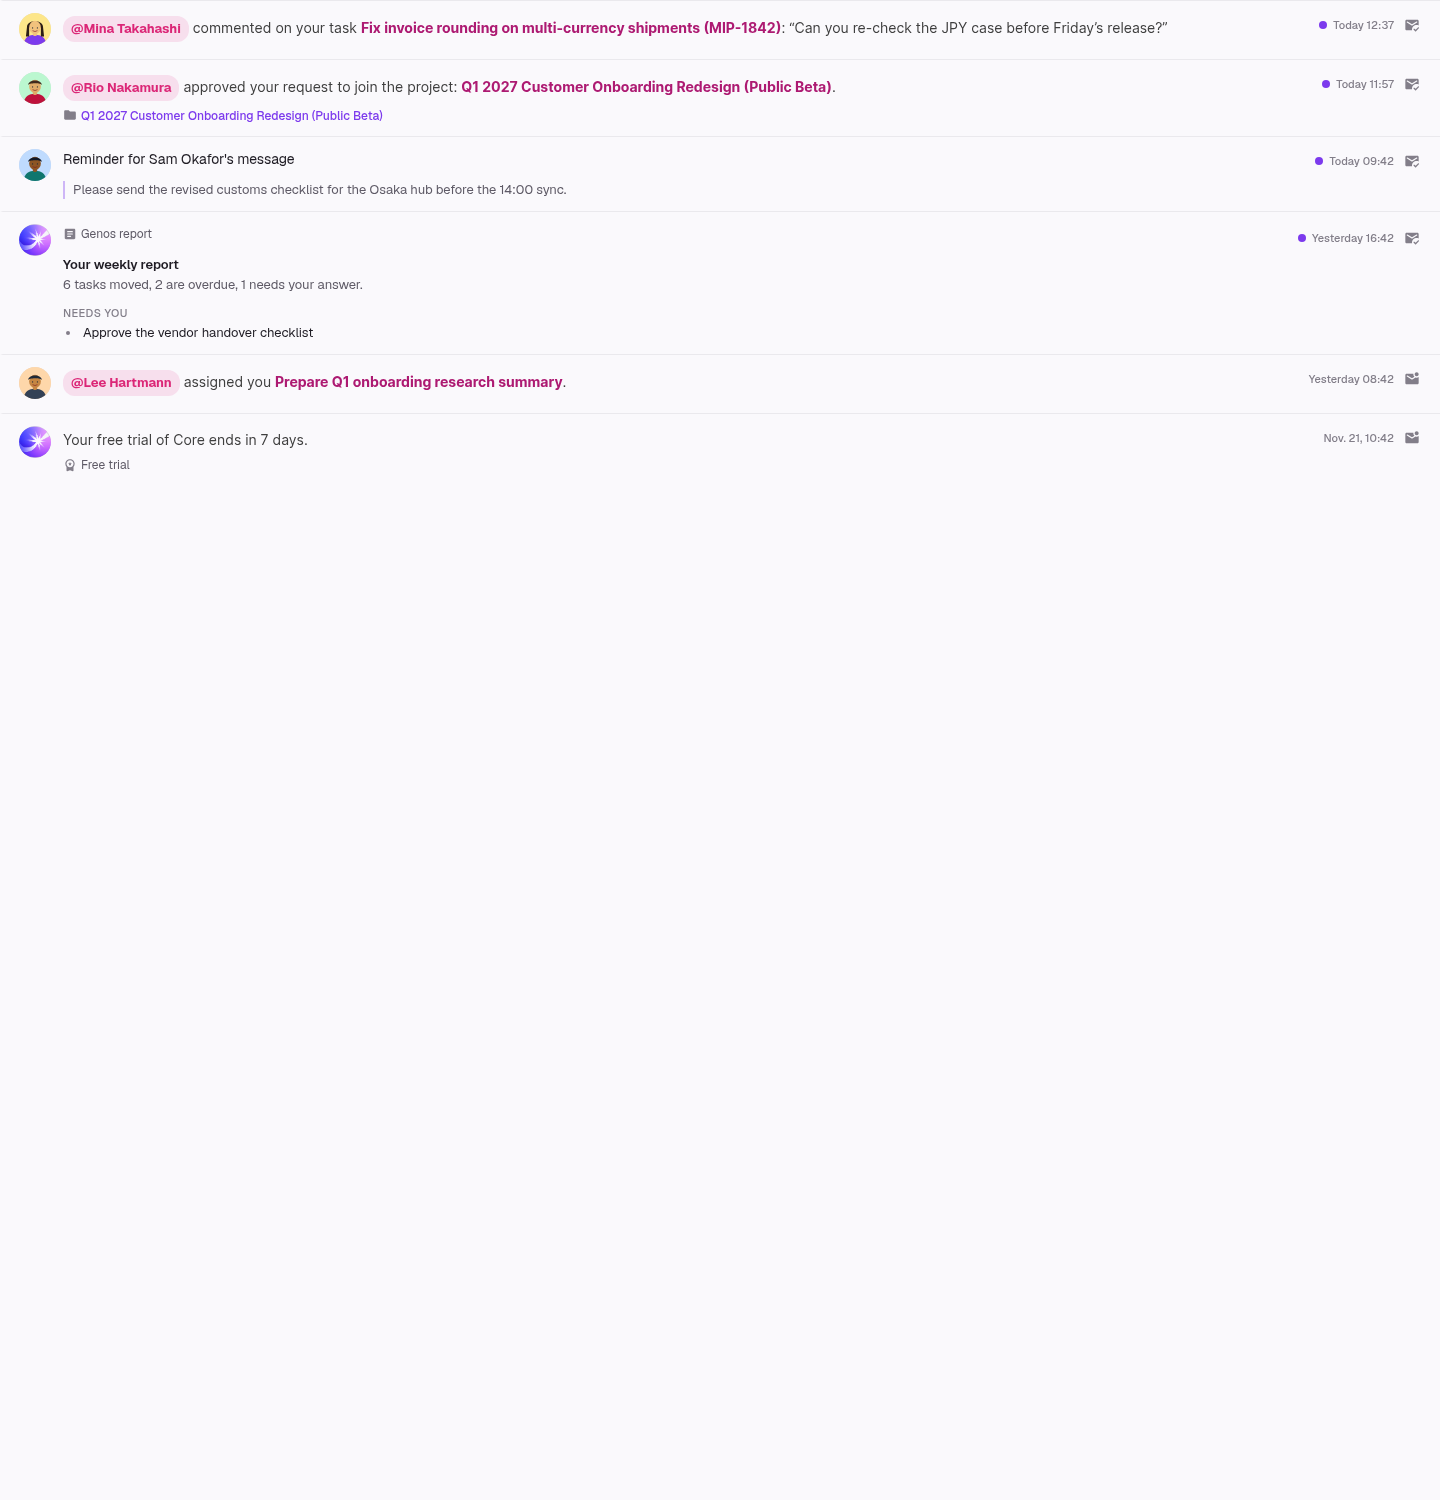 @Mina Takahashi commented on your task Fix invoice rounding on multi-currency shipments (MIP-1842): “Can you re-check the JPY case before Friday’s release?”
Today 12:37
@Rio Nakamura approved your request to join the project: Q1 2027 Customer Onboarding Redesign (Public Beta).
Today 11:57
Q1 2027 Customer Onboarding Redesign (Public Beta)
Reminder for Sam Okafor's message
Today 09:42
Please send the revised customs checklist for the Osaka hub before the 14:00 sync.
Genos report
Yesterday 16:42
Your weekly report
6 tasks moved, 2 are overdue, 1 needs your answer.
NEEDS YOU
• Approve the vendor handover checklist
@Lee Hartmann assigned you Prepare Q1 onboarding research summary.
Yesterday 08:42
Your free trial of Core ends in 7 days.
Nov. 21, 10:42
Free trial